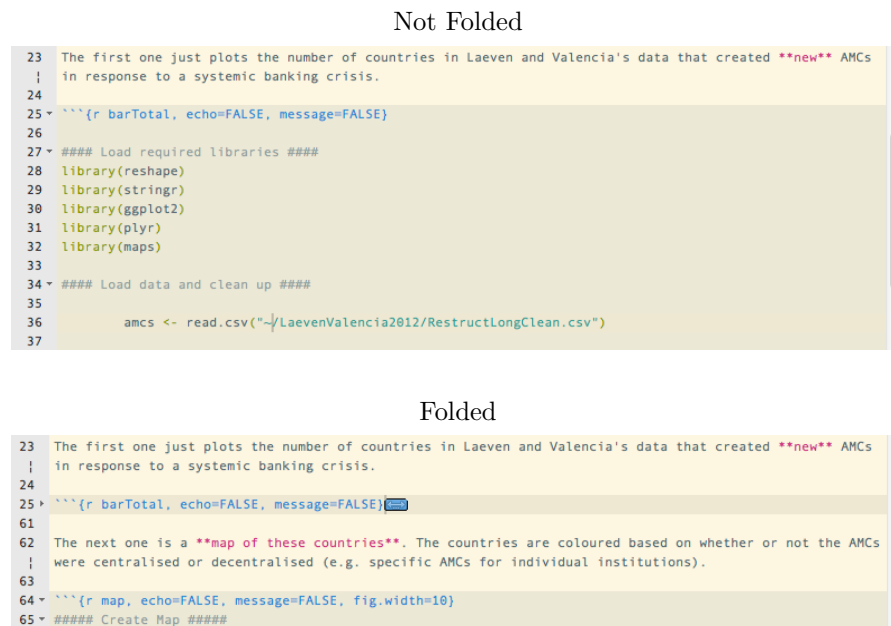 Not Folded
23 The first one just plots the number of countries in Laeven and Valencia's data that created **new** AMCs
in response to a systemic banking crisis.
24
25 ```{r barTotal, echo=FALSE, message=FALSE}
26
27 #### Load required libraries ####
28 library(reshape)
29 library(stringr)
30 library(ggplot2)
31 library(plyr)
32 library(maps)
33
34 #### Load data and clean up ####
35
36 amcs <- read.csv("~/LaevenValencia2012/RestructLongClean.csv")
37
Folded
23 The first one just plots the number of countries in Laeven and Valencia's data that created **new** AMCs
in response to a systemic banking crisis.
24
25 ```{r barTotal, echo=FALSE, message=FALSE}
61
62 The next one is a **map of these countries**. The countries are coloured based on whether or not the AMCs
were centralised or decentralised (e.g. specific AMCs for individual institutions).
63
64 ```{r map, echo=FALSE, message=FALSE, fig.width=10}
65 ##### Create Map #####